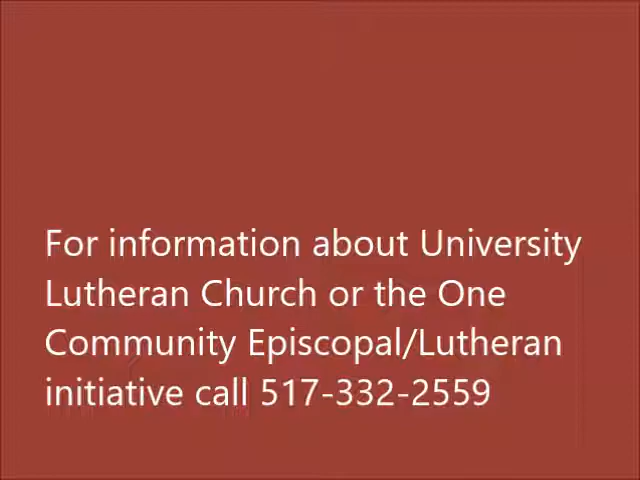 For information about University
Lutheran Church or the One
Community Episcopal/Lutheran
initiative call 517-332-2559